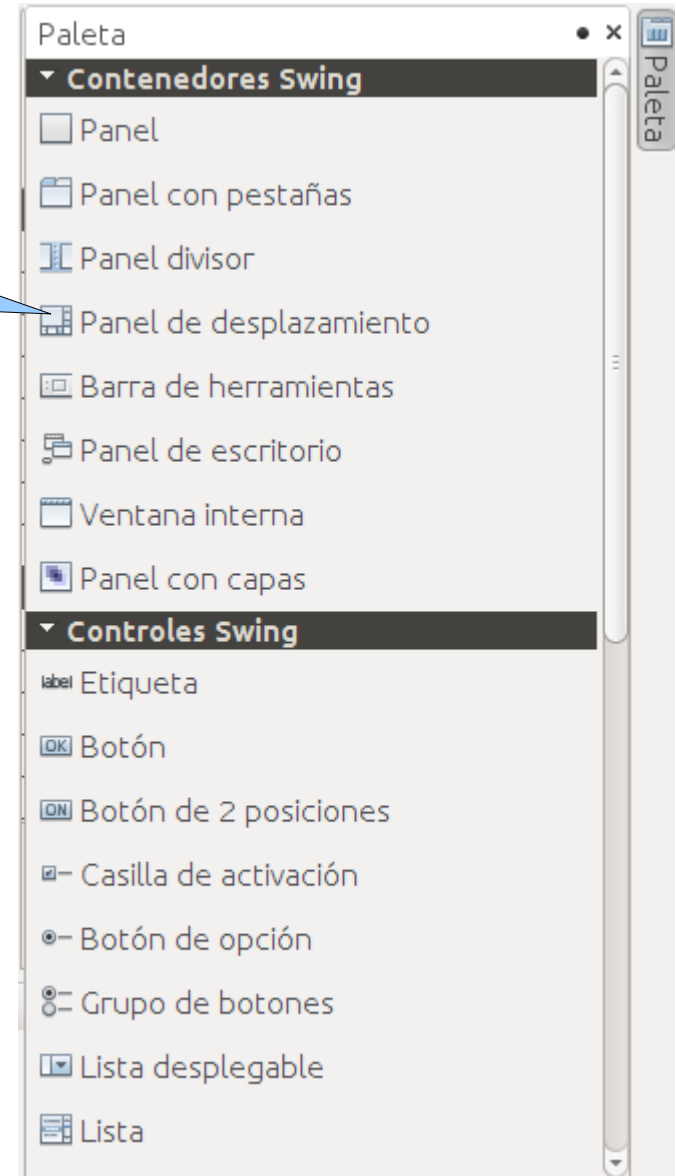 Paleta
Contenedores Swing
Panel
Panel con pestañas
Panel divisor
Panel de desplazamiento
Barra de herramientas
Panel de escritorio
Ventana interna
Panel con capas
Controles Swing
label Etiqueta
OK Botón
ON Botón de 2 posiciones
Casilla de activación
Botón de opción
Grupo de botones
Lista desplegable
Lista
Paleta